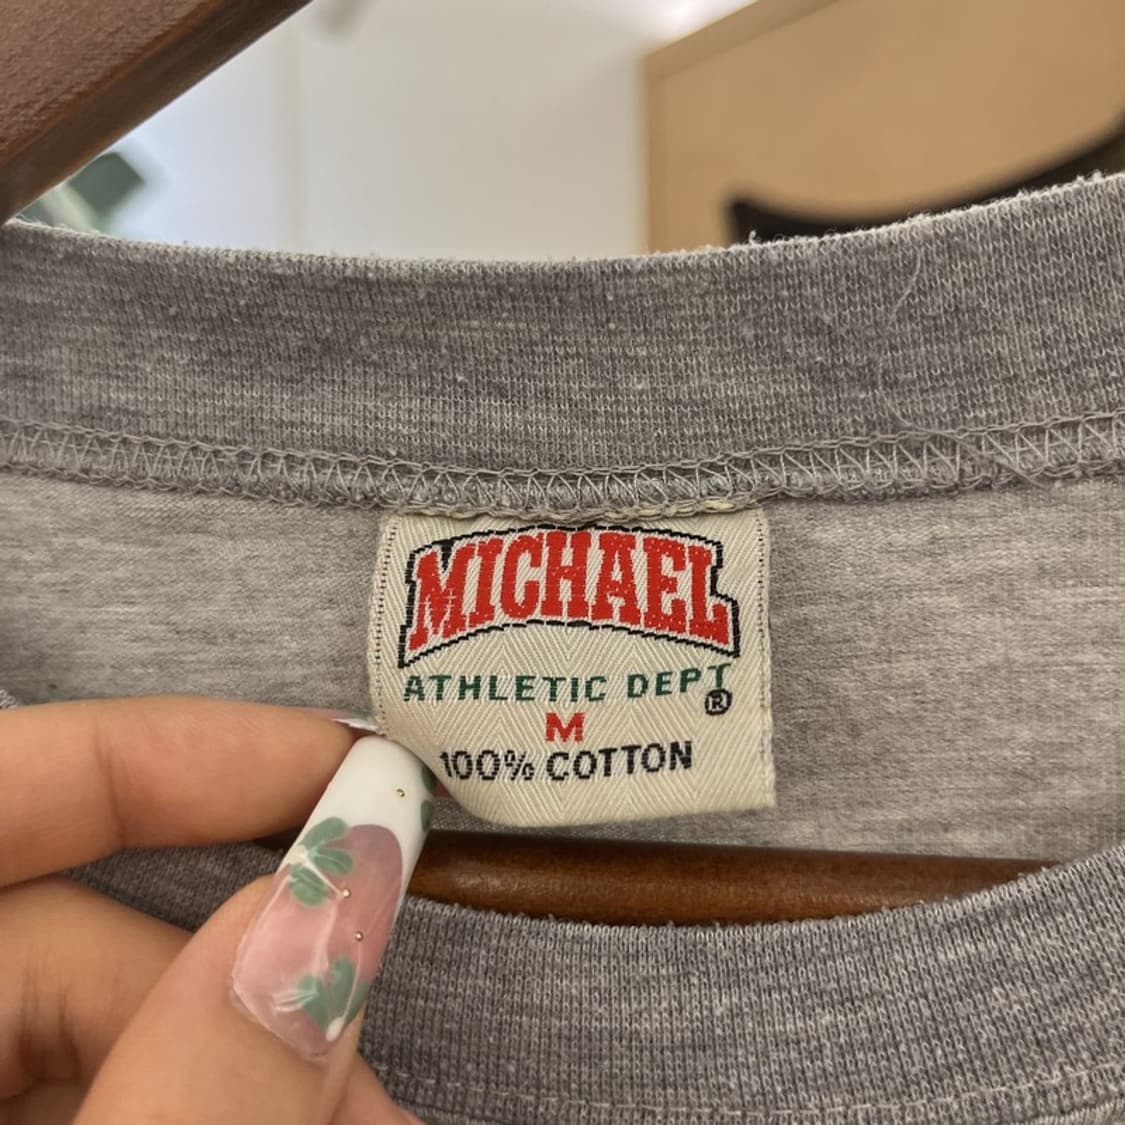 MICHAEL
ATHLETIC DEPT
®
M
100% COTTON